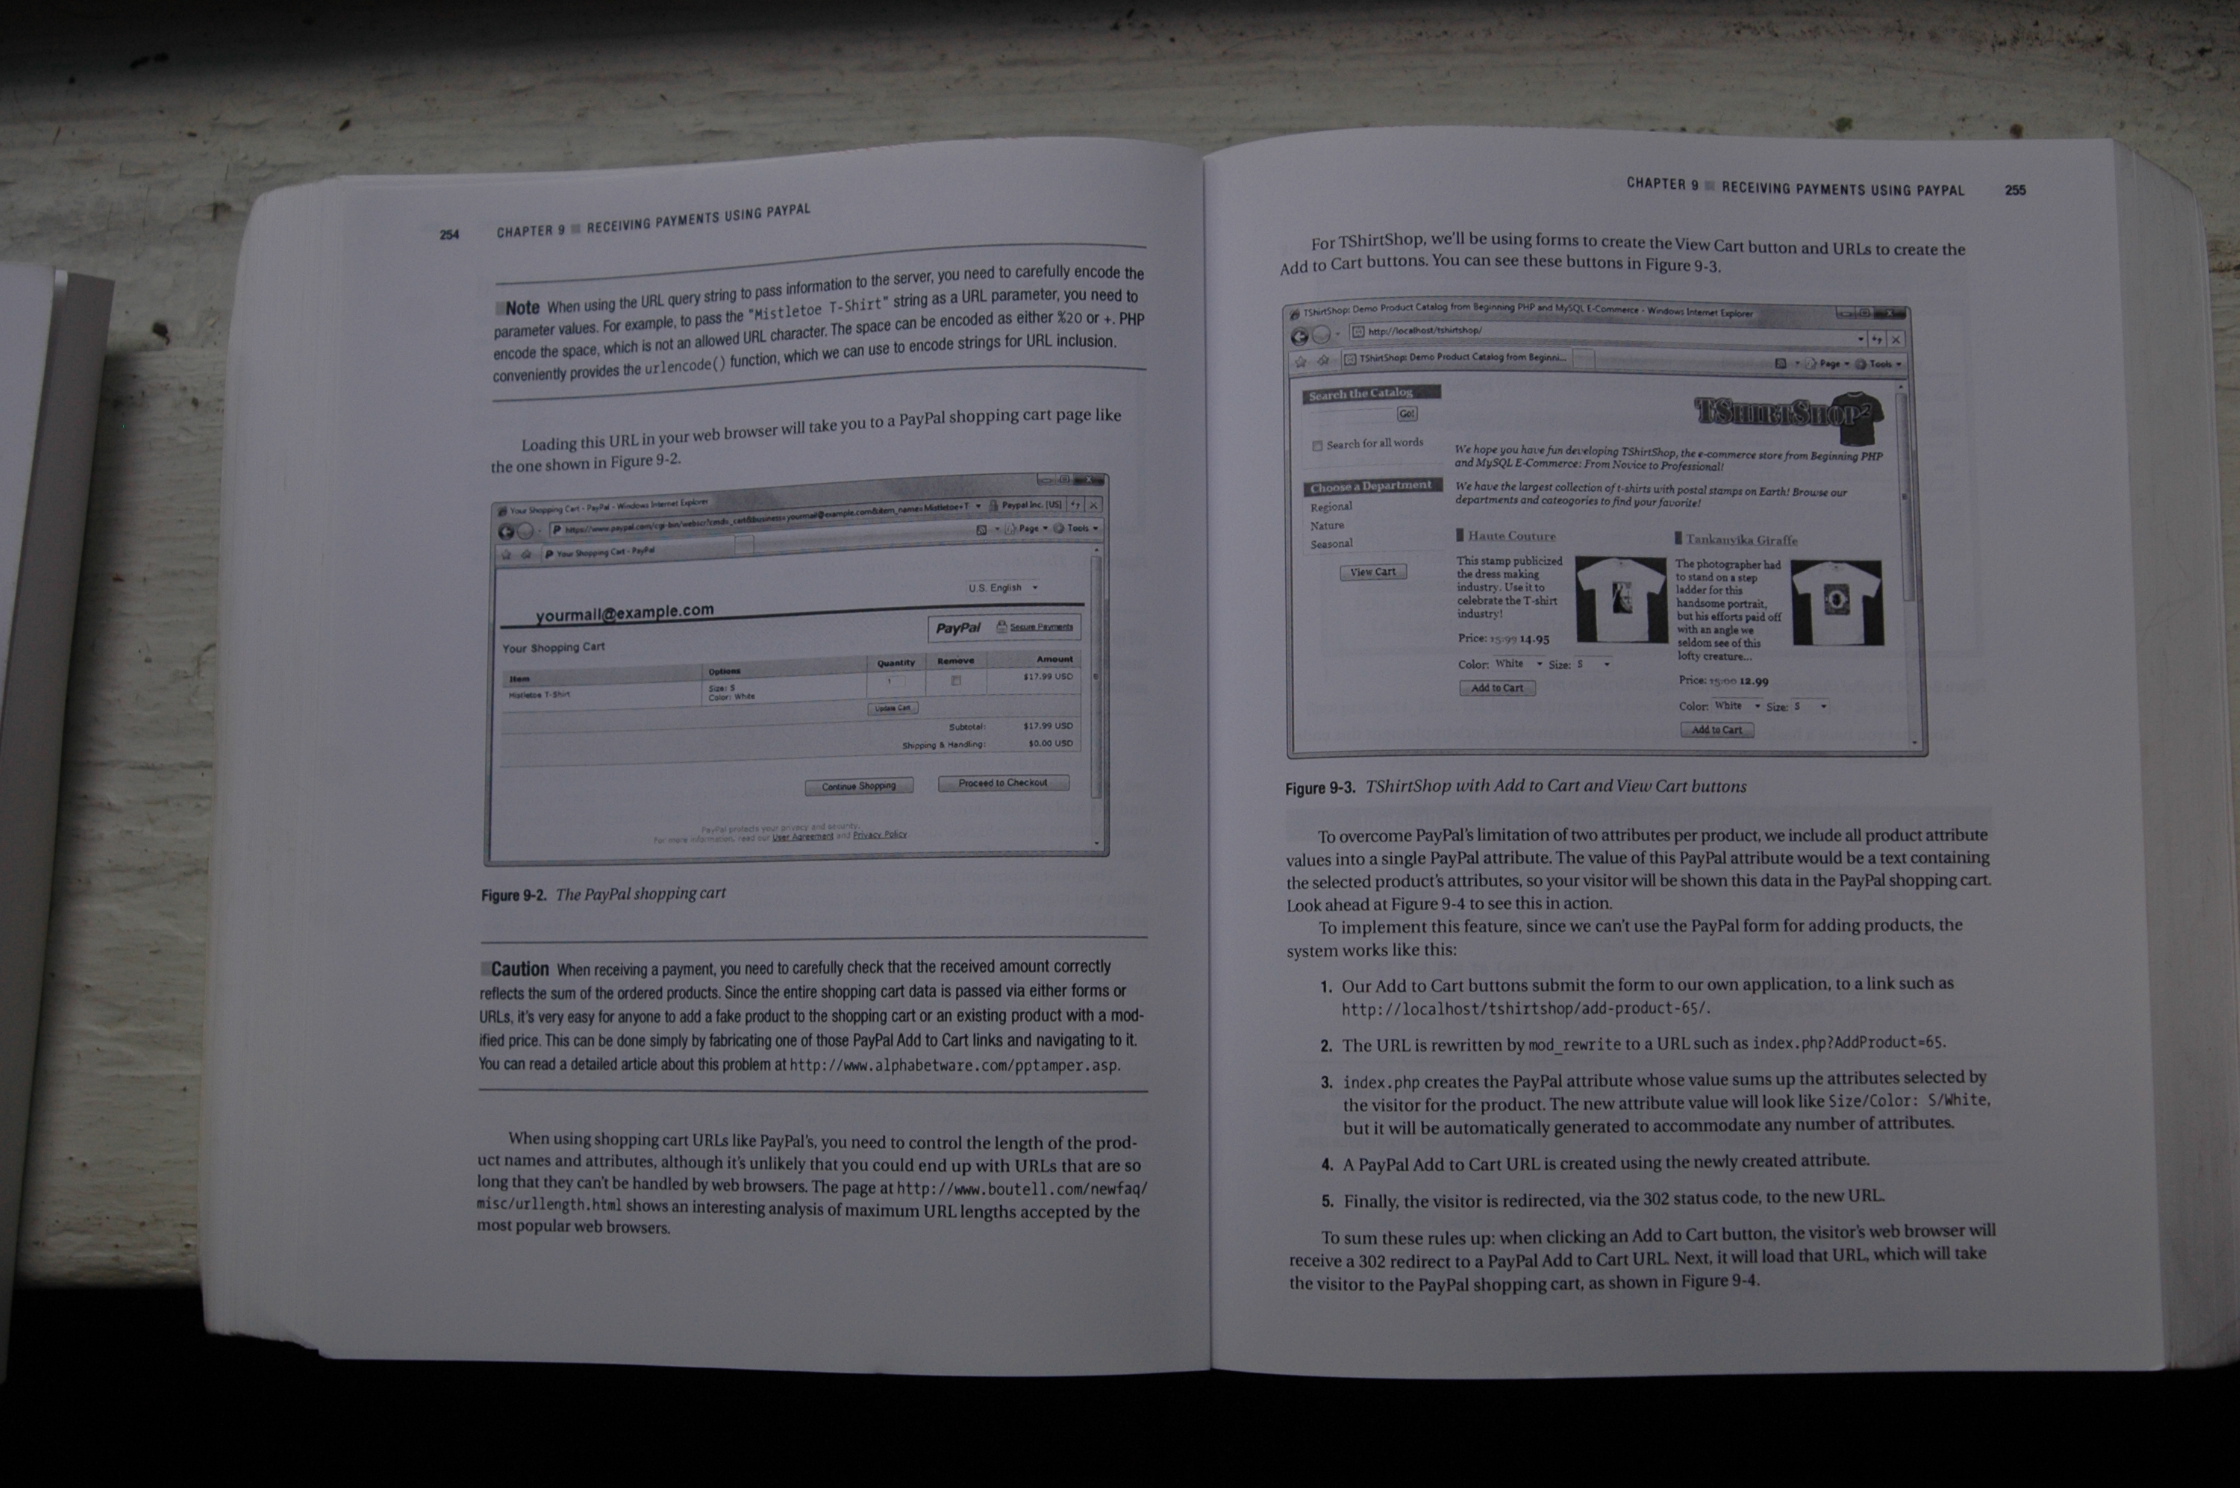 254 CHAPTER 9 ■ RECEIVING PAYMENTS USING PAYPAL
Note When using the URL query string to pass information to the server, you need to carefully encode the
parameter values. For example, to pass the "Mistletoe T-Shirt" string as a URL parameter, you need to
encode the space, which is not an allowed URL character. The space can be encoded as either %20 or +. PHP
conveniently provides the urlencode() function, which we can use to encode strings for URL inclusion.
Loading this URL in your web browser will take you to a PayPal shopping cart page like
the one shown in Figure 9-2.
Your Shopping Cart - PayPal - Windows Internet Explorer
https://www.paypal.com/cgi-bin/webscr?cmd=_cart&business=yourmail@example.com&item_name=Mistletoe+T
Paypal Inc. [US]
Your Shopping Cart - PayPal
Page Tools
U.S. English
yourmail@example.com
PayPal Secure Payments
Your Shopping Cart
Item Options Quantity Remove Amount
Mistletoe T-Shirt Size: S 1 $17.99 USD
Color: White
Update Cart
Subtotal: $17.99 USD
Shipping & Handling: $0.00 USD
Continue Shopping Proceed to Checkout
PayPal protects your privacy and security.
For more information, read our User Agreement and Privacy Policy
Figure 9-2. The PayPal shopping cart
Caution When receiving a payment, you need to carefully check that the received amount correctly
reflects the sum of the ordered products. Since the entire shopping cart data is passed via either forms or
URLs, it's very easy for anyone to add a fake product to the shopping cart or an existing product with a mod-
ified price. This can be done simply by fabricating one of those PayPal Add to Cart links and navigating to it.
You can read a detailed article about this problem at http://www.alphabetware.com/pptamper.asp.
When using shopping cart URLs like PayPal's, you need to control the length of the prod-
uct names and attributes, although it's unlikely that you could end up with URLs that are so
long that they can't be handled by web browsers. The page at http://www.boutell.com/newfaq/
misc/urllength.html shows an interesting analysis of maximum URL lengths accepted by the
most popular web browsers.
CHAPTER 9 ■ RECEIVING PAYMENTS USING PAYPAL 255
For TShirtShop, we'll be using forms to create the View Cart button and URLs to create the
Add to Cart buttons. You can see these buttons in Figure 9-3.
TShirtShop: Demo Product Catalog from Beginning PHP and MySQL E-Commerce - Windows Internet Explorer
http://localhost/tshirtshop/
TShirtShop: Demo Product Catalog from Beginni...
Page Tools
Search the Catalog
Go!
Search for all words
Choose a Department
Regional
Nature
Seasonal
View Cart
TSHIRTSHOP
We hope you have fun developing TShirtShop, the e-commerce store from Beginning PHP
and MySQL E-Commerce: From Novice to Professional!
We have the largest collection of t-shirts with postal stamps on Earth! Browse our
departments and cateogories to find your favorite!
Haute Couture
This stamp publicized
the dress making
industry. Use it to
celebrate the T-shirt
industry!
Price: 15.99 14.95
Color: White Size: S
Add to Cart
Tankanyika Giraffe
The photographer had
to stand on a step
ladder for this
handsome portrait,
but his efforts paid off
with an angle we
seldom see of this
lofty creature...
Price: 15.00 12.99
Color: White Size: S
Add to Cart
Figure 9-3. TShirtShop with Add to Cart and View Cart buttons
To overcome PayPal's limitation of two attributes per product, we include all product attribute
values into a single PayPal attribute. The value of this PayPal attribute would be a text containing
the selected product's attributes, so your visitor will be shown this data in the PayPal shopping cart.
Look ahead at Figure 9-4 to see this in action.
To implement this feature, since we can't use the PayPal form for adding products, the
system works like this:
1. Our Add to Cart buttons submit the form to our own application, to a link such as
http://localhost/tshirtshop/add-product-65/.
2. The URL is rewritten by mod_rewrite to a URL such as index.php?AddProduct=65.
3. index.php creates the PayPal attribute whose value sums up the attributes selected by
the visitor for the product. The new attribute value will look like Size/Color: S/White,
but it will be automatically generated to accommodate any number of attributes.
4. A PayPal Add to Cart URL is created using the newly created attribute.
5. Finally, the visitor is redirected, via the 302 status code, to the new URL.
To sum these rules up: when clicking an Add to Cart button, the visitor's web browser will
receive a 302 redirect to a PayPal Add to Cart URL. Next, it will load that URL, which will take
the visitor to the PayPal shopping cart, as shown in Figure 9-4.